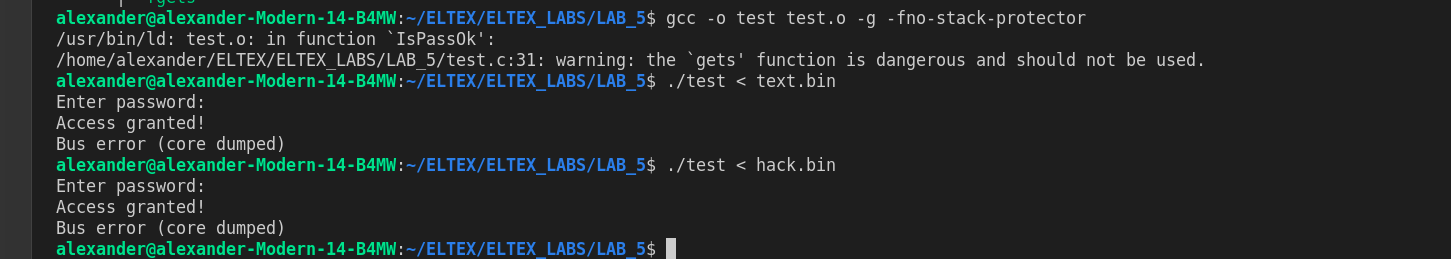 alexander@alexander-Modern-14-B4MW:~/ELTEX/ELTEX_LABS/LAB_5$ gcc -o test test.o -g -fno-stack-protector
/usr/bin/ld: test.o: in function `IsPassOk':
/home/alexander/ELTEX/ELTEX_LABS/LAB_5/test.c:31: warning: the `gets' function is dangerous and should not be used.
alexander@alexander-Modern-14-B4MW:~/ELTEX/ELTEX_LABS/LAB_5$ ./test < text.bin
Enter password:
Access granted!
Bus error (core dumped)
alexander@alexander-Modern-14-B4MW:~/ELTEX/ELTEX_LABS/LAB_5$ ./test < hack.bin
Enter password:
Access granted!
Bus error (core dumped)
alexander@alexander-Modern-14-B4MW:~/ELTEX/ELTEX_LABS/LAB_5$